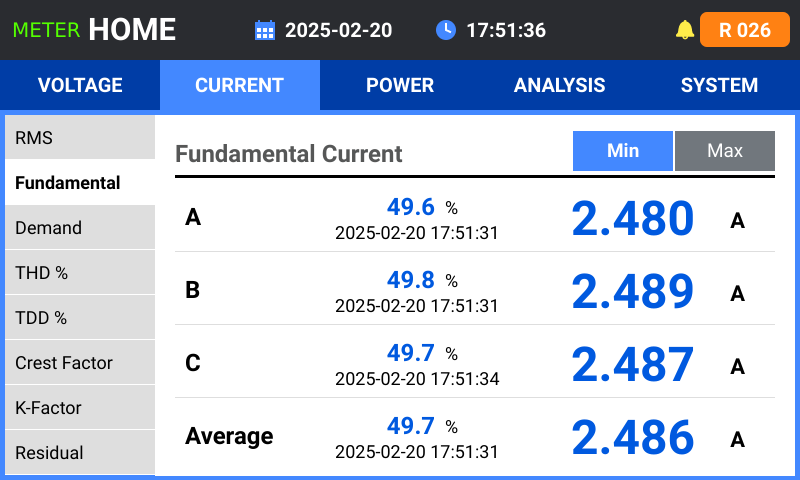 METER HOME 2025-02-20 17:51:36 R 026
VOLTAGE CURRENT POWER ANALYSIS SYSTEM
RMS
Fundamental
Demand
THD %
TDD %
Crest Factor
K-Factor
Residual
Fundamental Current Min Max
A 49.6 % 2.480 A
2025-02-20 17:51:31
B 49.8 % 2.489 A
2025-02-20 17:51:31
C 49.7 % 2.487 A
2025-02-20 17:51:34
Average 49.7 % 2.486 A
2025-02-20 17:51:31